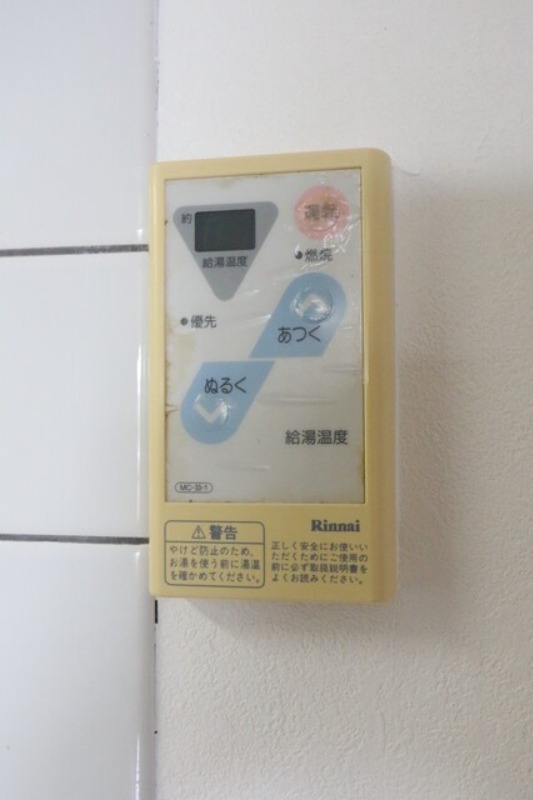 約
給湯温度
運転
燃焼
優先
あつく
ぬるく
給湯温度
Rinnai
警告
やけど防止のため、
お湯を使う前に湯温
を確かめてください。
正しく安全にお使いい
ただくためにご使用の
前に必ず取扱説明書を
よくお読みください。